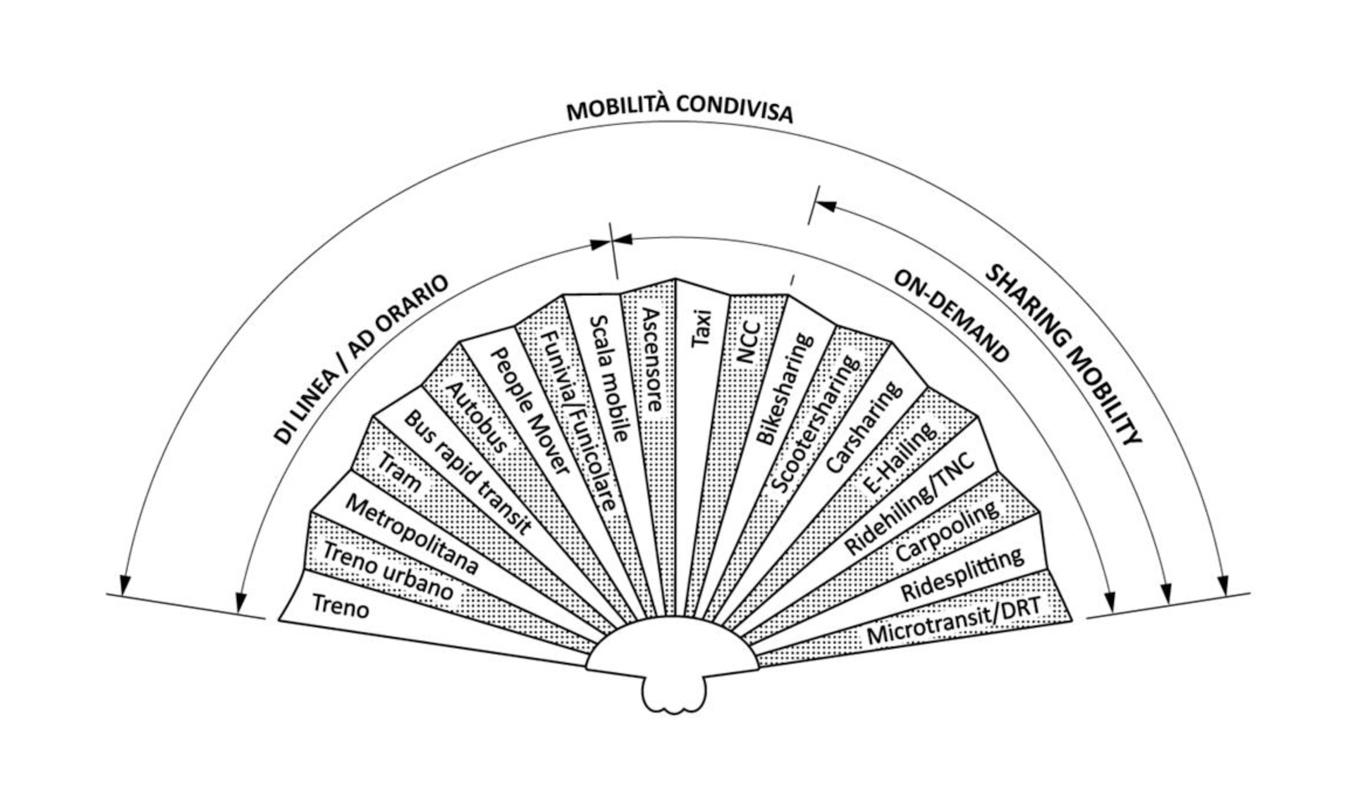 MOBILITÀ CONDIVISA
DI LINEA / AD ORARIO
ON-DEMAND
SHARING MOBILITY
Treno
Treno urbano
Metropolitana
Tram
Bus rapid transit
Autobus
People Mover
Funivia/Funicolare
Scala mobile
Ascensore
Taxi
NCC
Bikesharing
Scootersharing
Carsharing
E-Hailing
Ridehiling/TNC
Carpooling
Ridesplitting
Microtransit/DRT